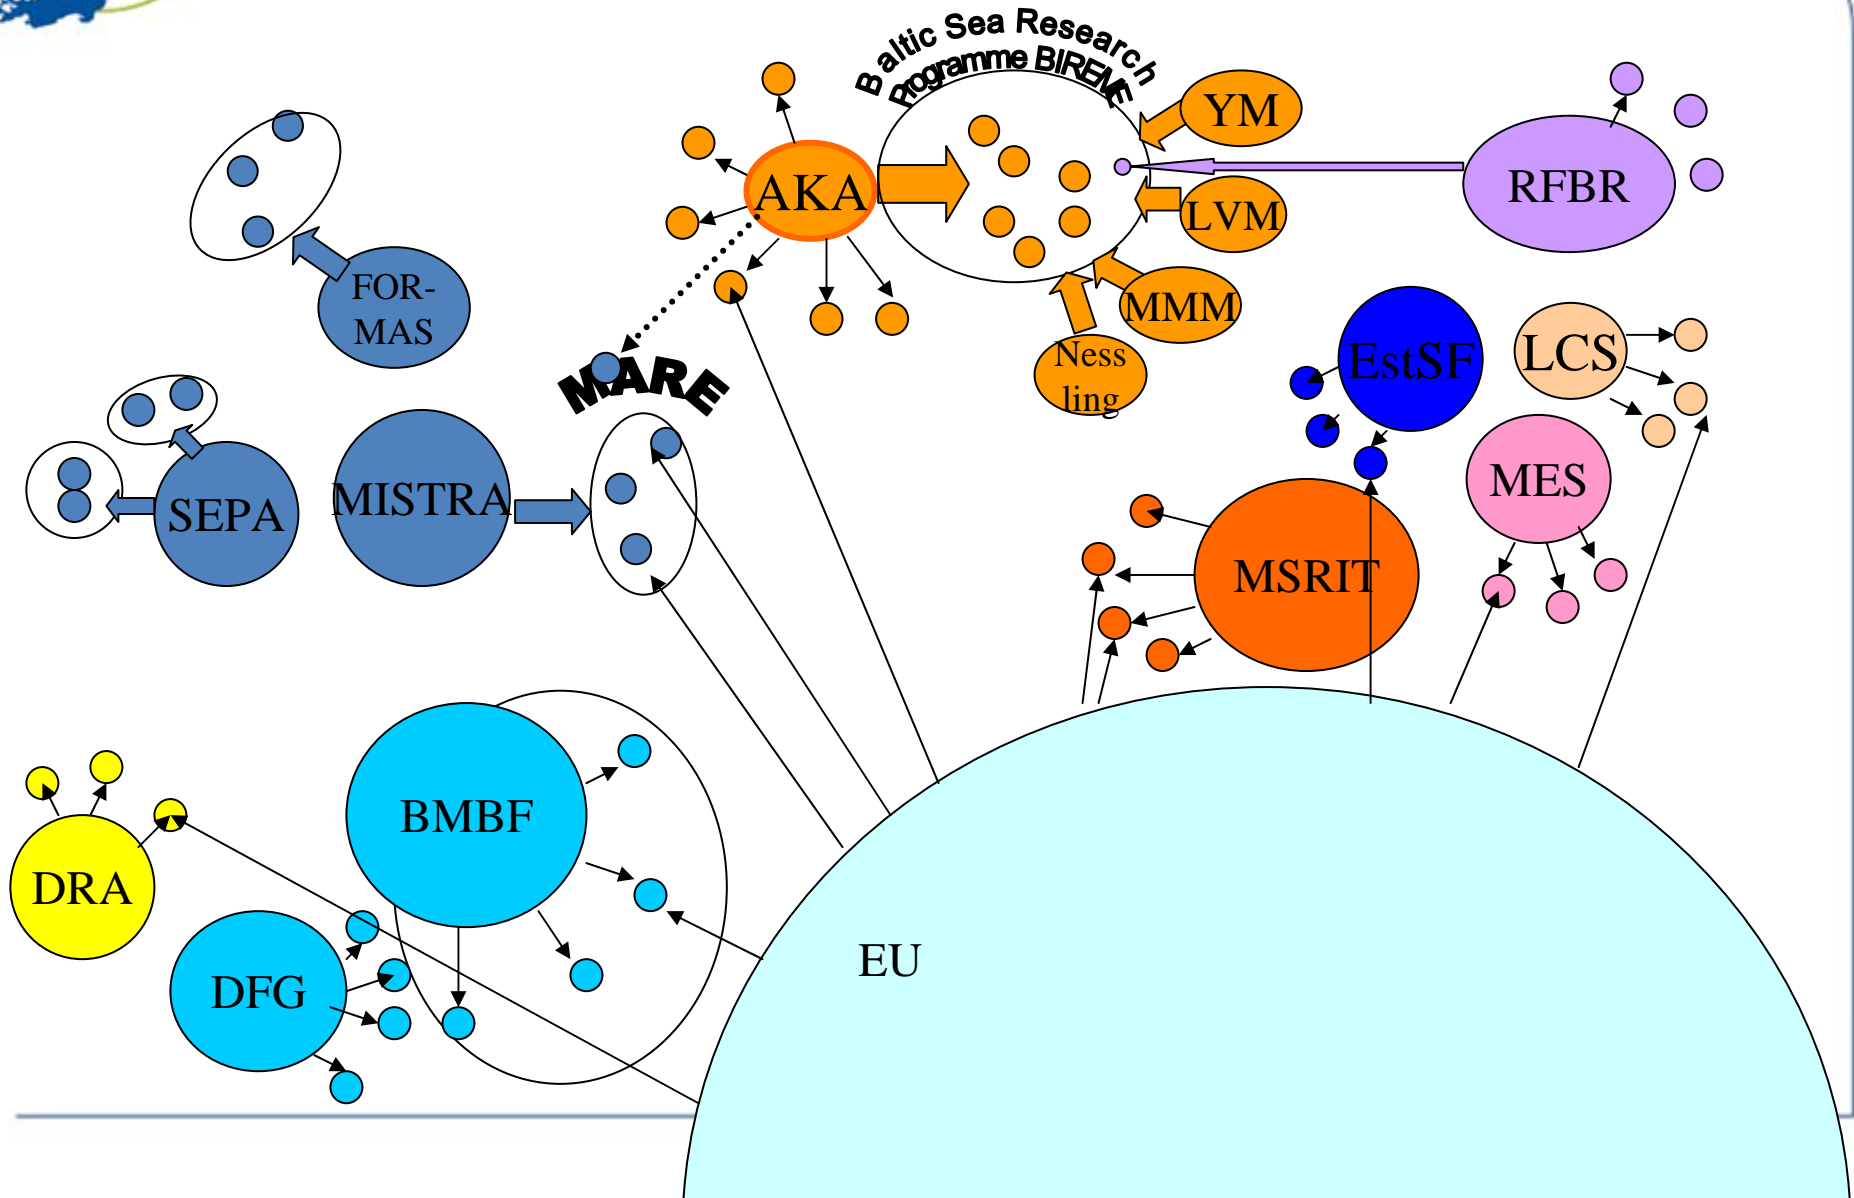 Baltic Sea Research
Programme BIREME
YM
AKA
RFBR
LVM
FOR-
MAS
MMM
Ness
ling
EstSF
LCS
MARE
MES
MISTRA
SEPA
MSRIT
BMBF
DRA
EU
DFG